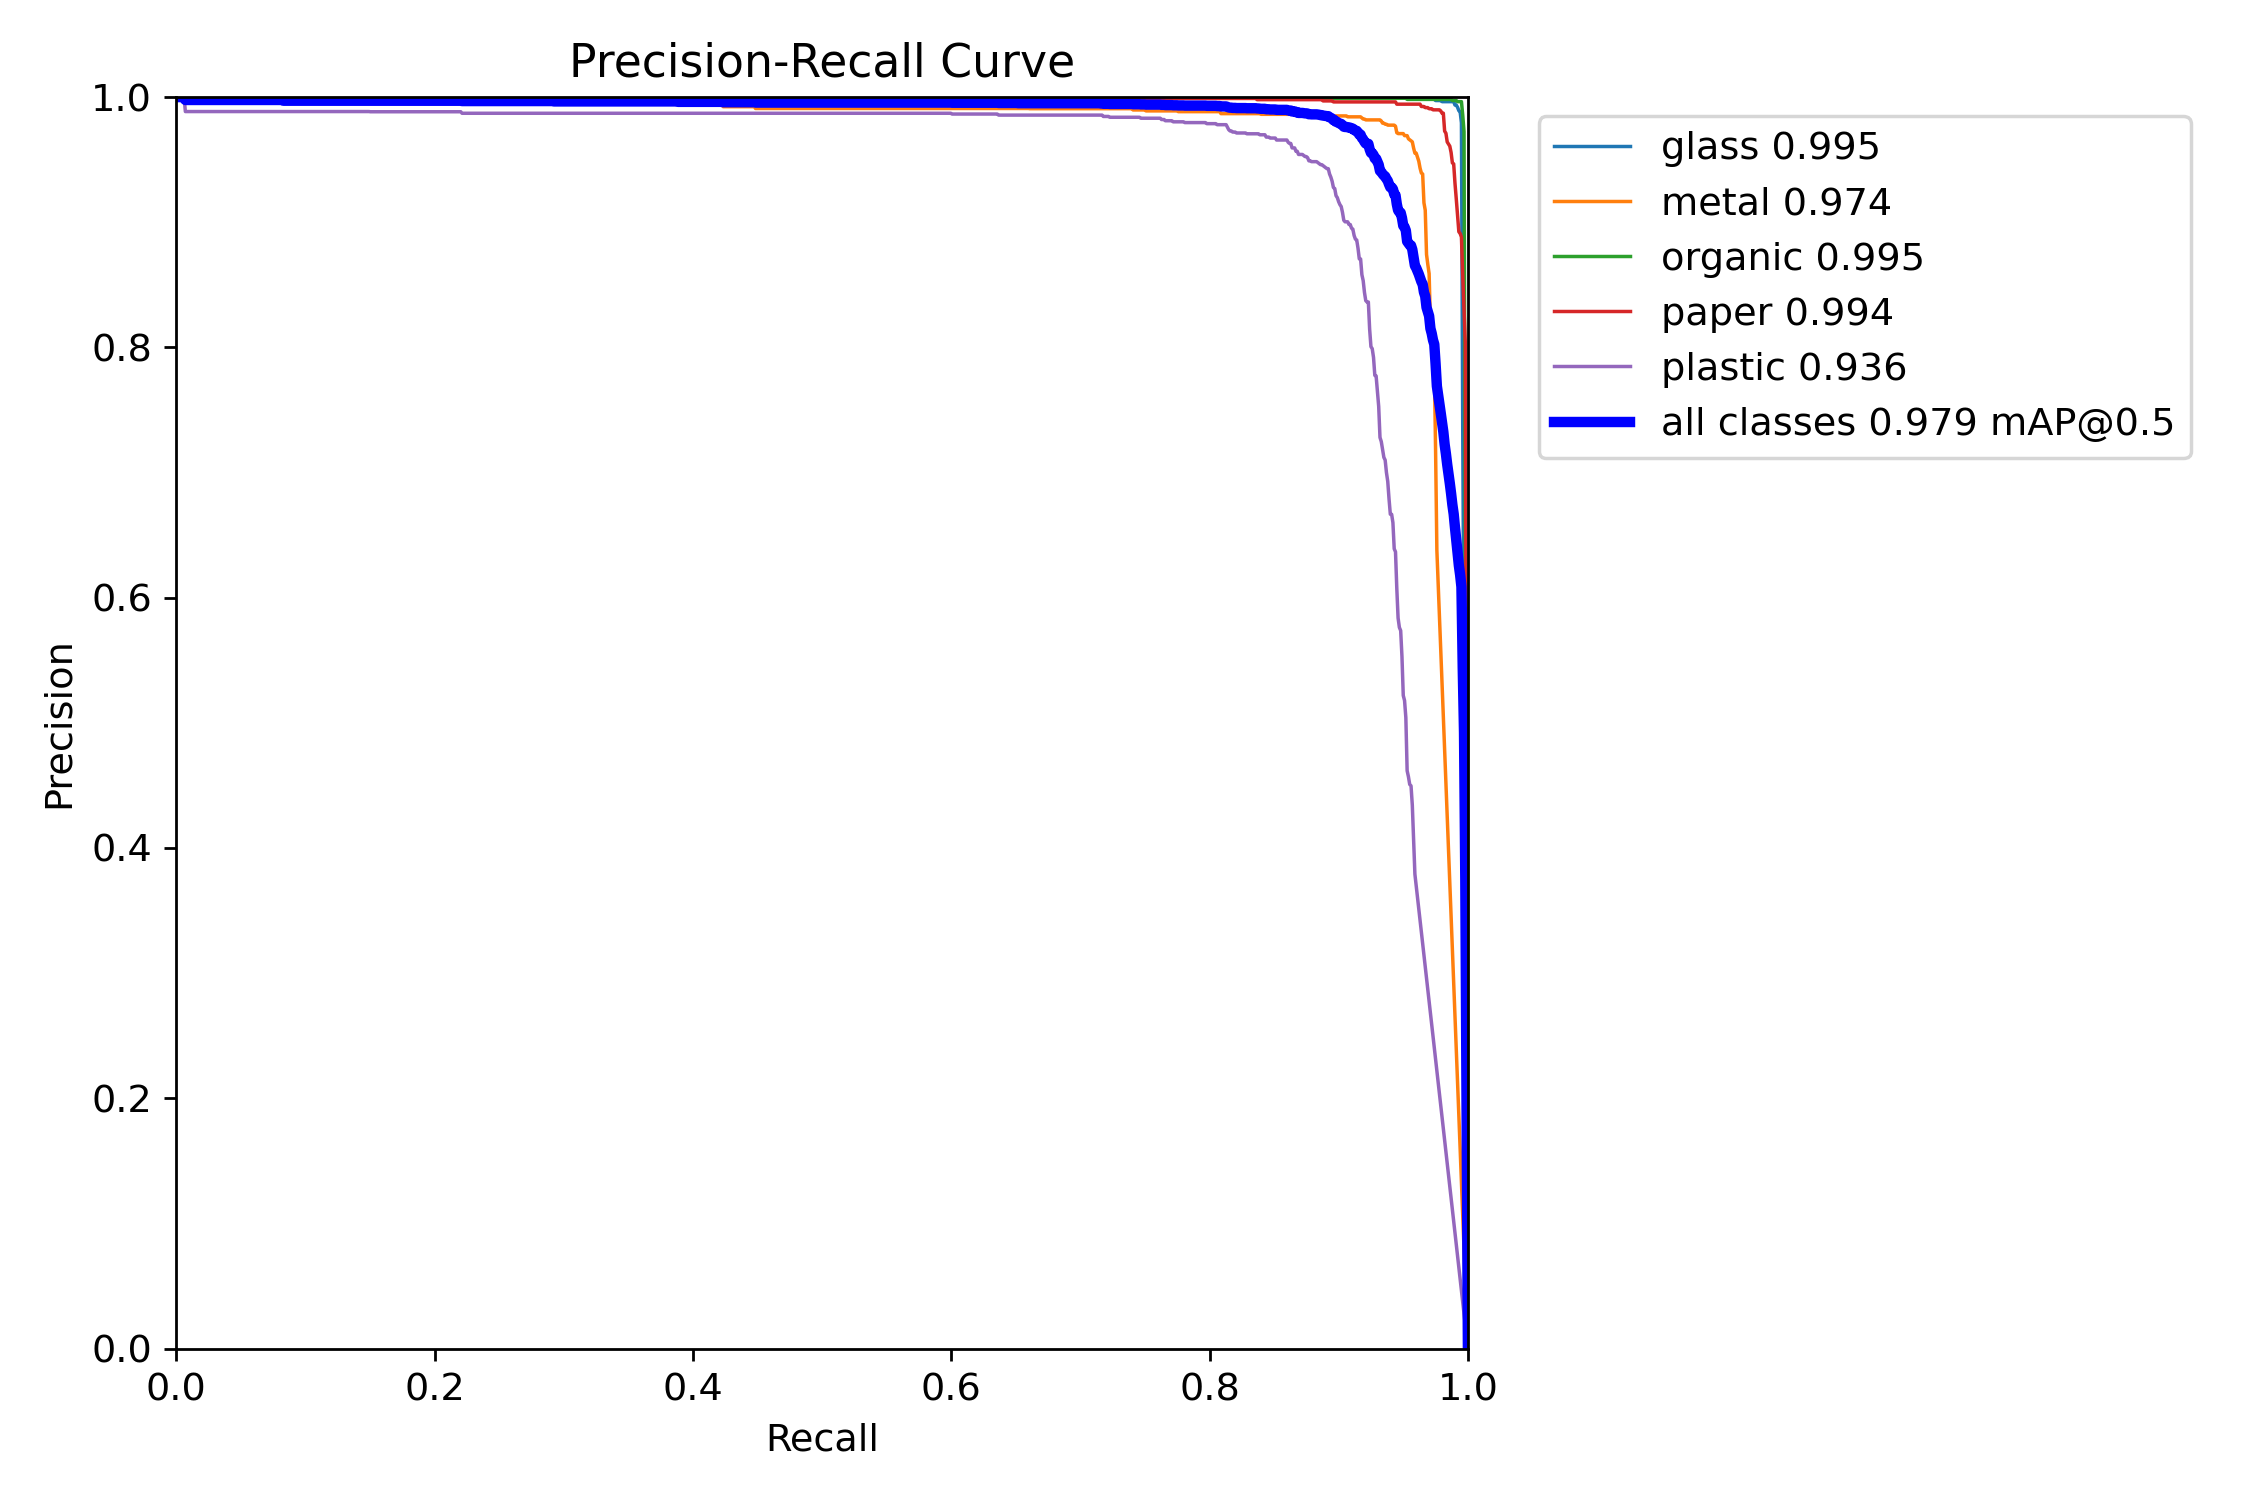 Precision-Recall Curve
1.0
0.8
0.6
0.4
0.2
0.0
Precision
0.0 0.2 0.4 0.6 0.8 1.0
Recall
glass 0.995
metal 0.974
organic 0.995
paper 0.994
plastic 0.936
all classes 0.979 mAP@0.5